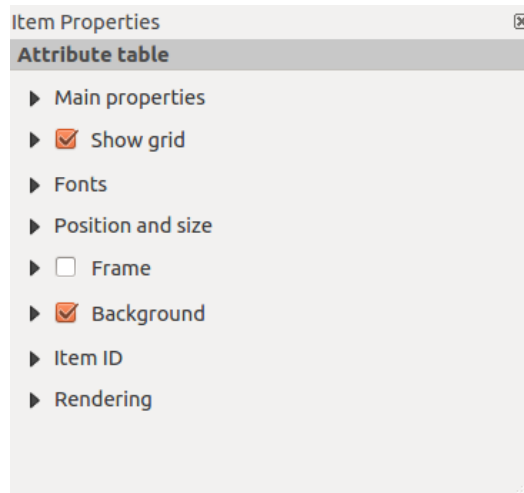 Item Properties
Attribute table
Main properties
Show grid
Fonts
Position and size
Frame
Background
Item ID
Rendering